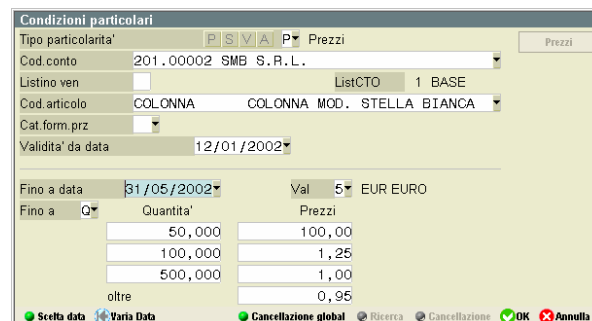 Condizioni particolari
Tipo particolarita' P S V A P Prezzi Prezzi
Cod.conto 201.00002 SMB S.R.L.
Listino ven ListCTO 1 BASE
Cod.articolo COLONNA COLONNA MOD. STELLA BIANCA
Cat.form.prz
Validita' da data 12/01/2002
Fino a data 31/05/2002 Val 5 EUR EURO
Fino a Q Quantita' Prezzi
50,000 100,00
100,000 1,25
500,000 1,00
oltre 0,95
Scelta data Varia Data Cancellazione global Ricerca Cancellazione OK Annulla